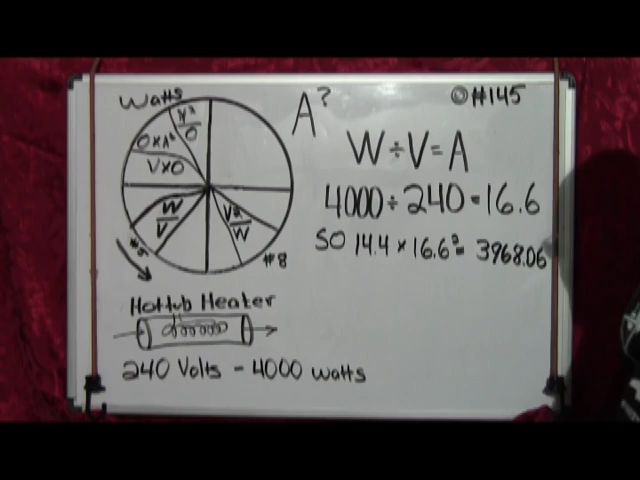 Watts
V²/O
O×A²
V×O
W/V
V²/W
#5
#8
A?
©#145
W÷V=A
4000÷240=16.6
SO 14.4×16.6²=3968.06
Hottub Heater
240 Volts - 4000 watts